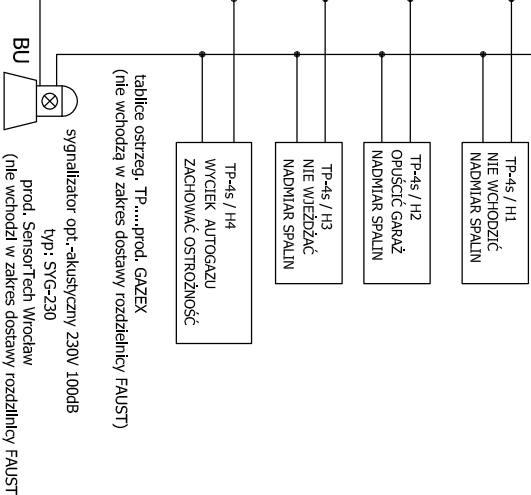 TP-4s / H1
NIE WCHODZIĆ
NADMIAR SPALIN
TP-4s / H2
OPUŚCIĆ GARAŻ
NADMIAR SPALIN
TP-4s / H3
NIE WJEŻDŻAĆ
NADMIAR SPALIN
TP-4s / H4
WYCIEK AUTOGAZU
ZACHOWAĆ OSTROŻNOŚĆ
tablice ostrzeg. TP.....prod. GAZEX
(nie wchodzą w zakres dostawy rozdzielnicy FAUST)
BU
sygnalizator opt.-akustyczny 230V 100dB
typ: SYG-230
prod. SensorTech Wrocław
(nie wchodzi w zakres dostawy rozdzilnicy FAUST